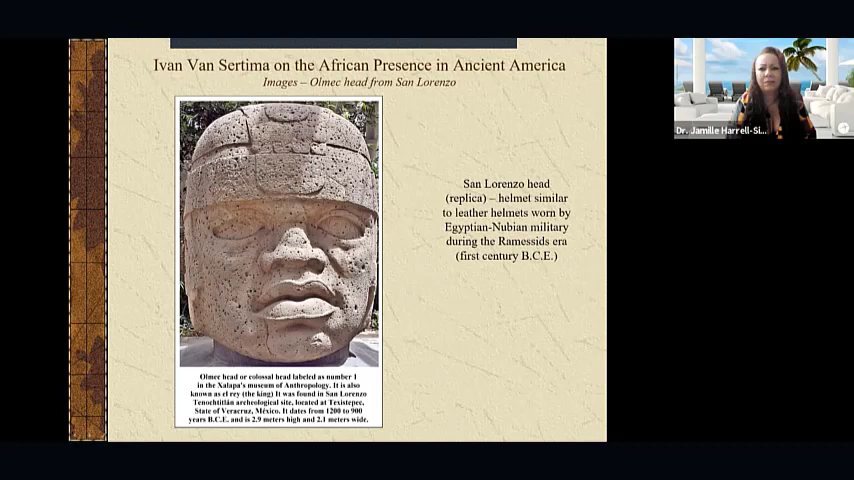 Ivan Van Sertima on the African Presence in Ancient America
Images – Olmec head from San Lorenzo
San Lorenzo head
(replica) – helmet similar
to leather helmets worn by
Egyptian-Nubian military
during the Ramessids era
(first century B.C.E.)
Olmec head or colossal head labeled as number 1
in the Xalapa's museum of Anthropology. It is also
known as el rey (the king) It was found in San Lorenzo
Tenochtitlán archeological site, located at Texistepec,
State of Veracruz, México. It dates from 1200 to 900
years B.C.E. and is 2.9 meters high and 2.1 meters wide.
Dr. Jamille Harrell-Si...